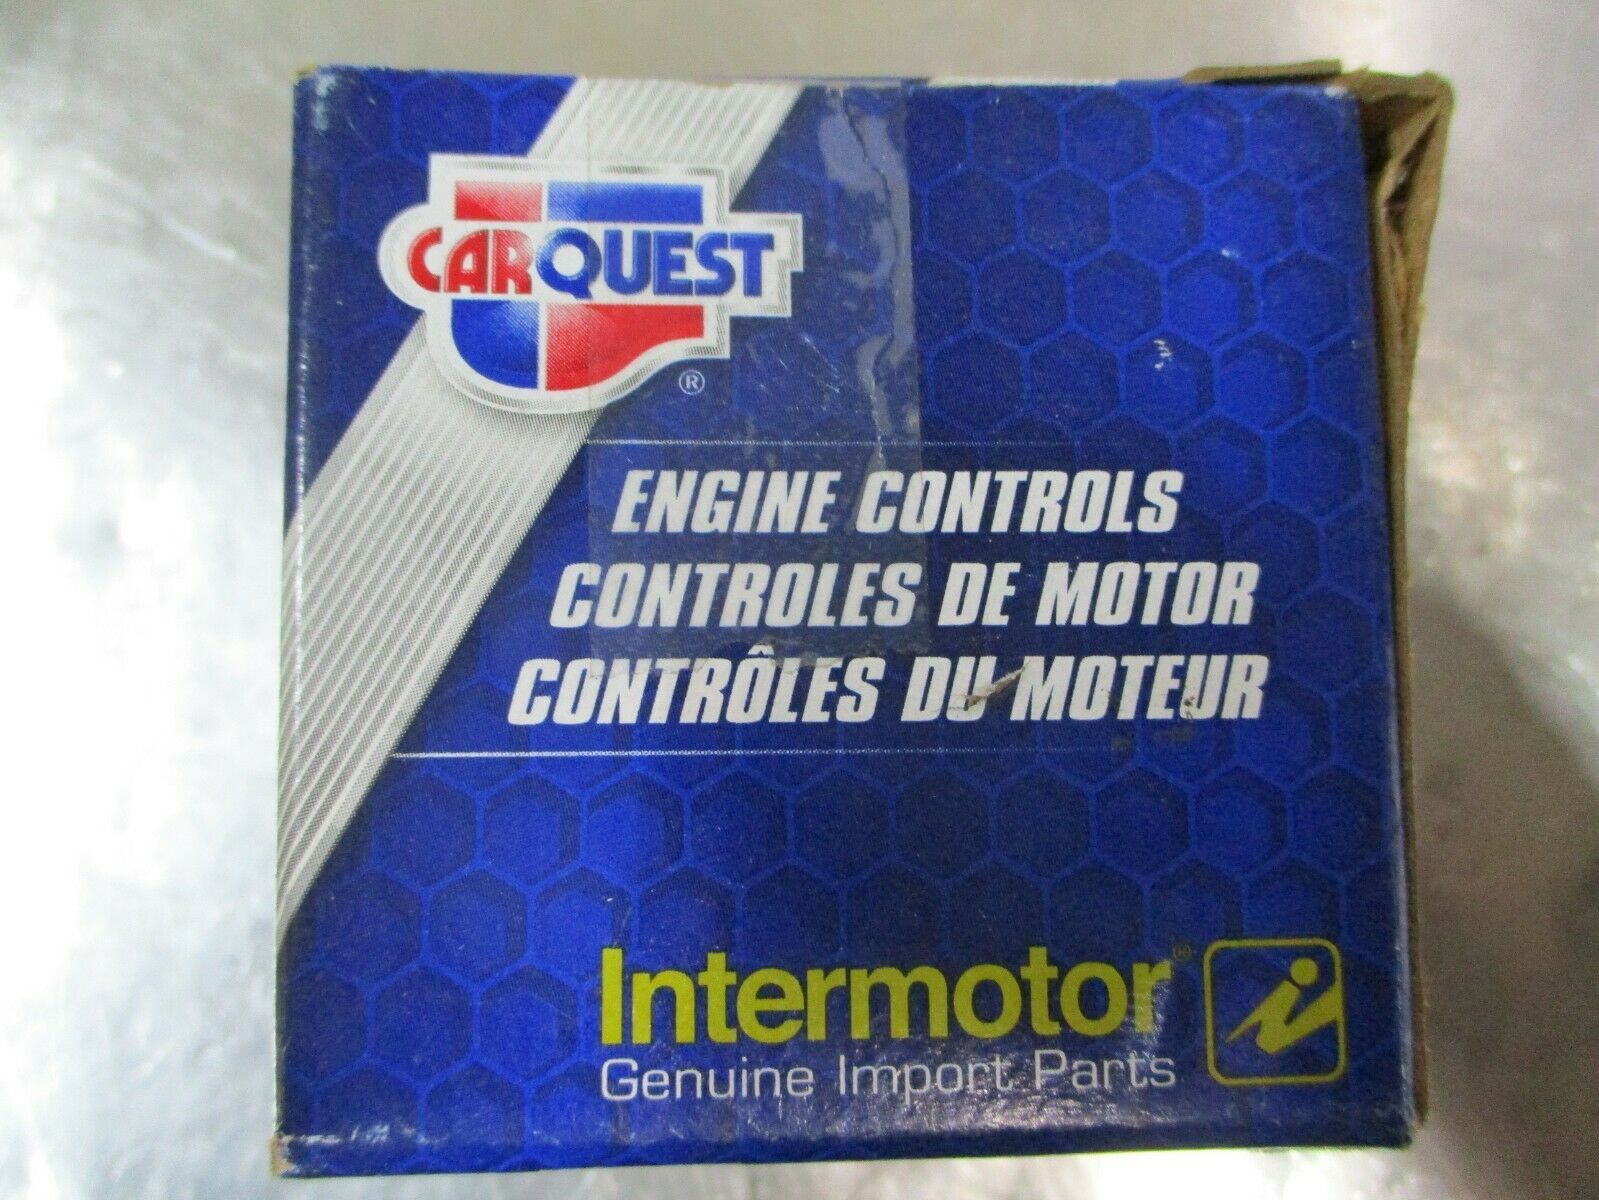 CARQUEST
®
ENGINE CONTROLS
CONTROLES DE MOTOR
CONTRÔLES DU MOTEUR
Intermotor®
Genuine Import Parts